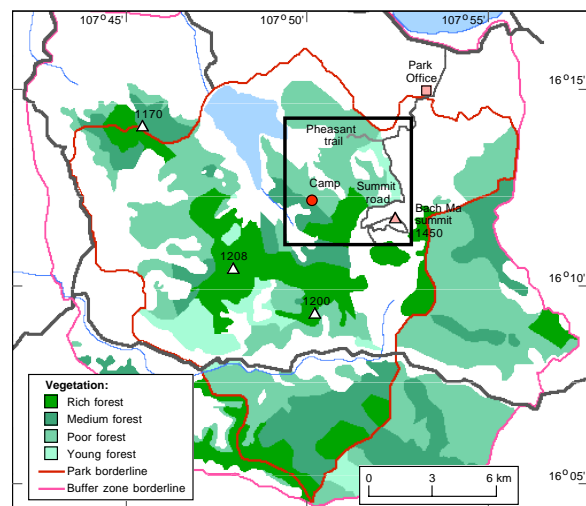 107° 45'
107° 50'
107° 55'
Park
Office
16° 15'
1170
Pheasant
trail
Camp
Summit
road
Bach Ma
summit
1450
1208
1200
16° 10'
Vegetation:
Rich forest
Medium forest
Poor forest
Young forest
Park borderline
Buffer zone borderline
0 3 6 km
16° 05'